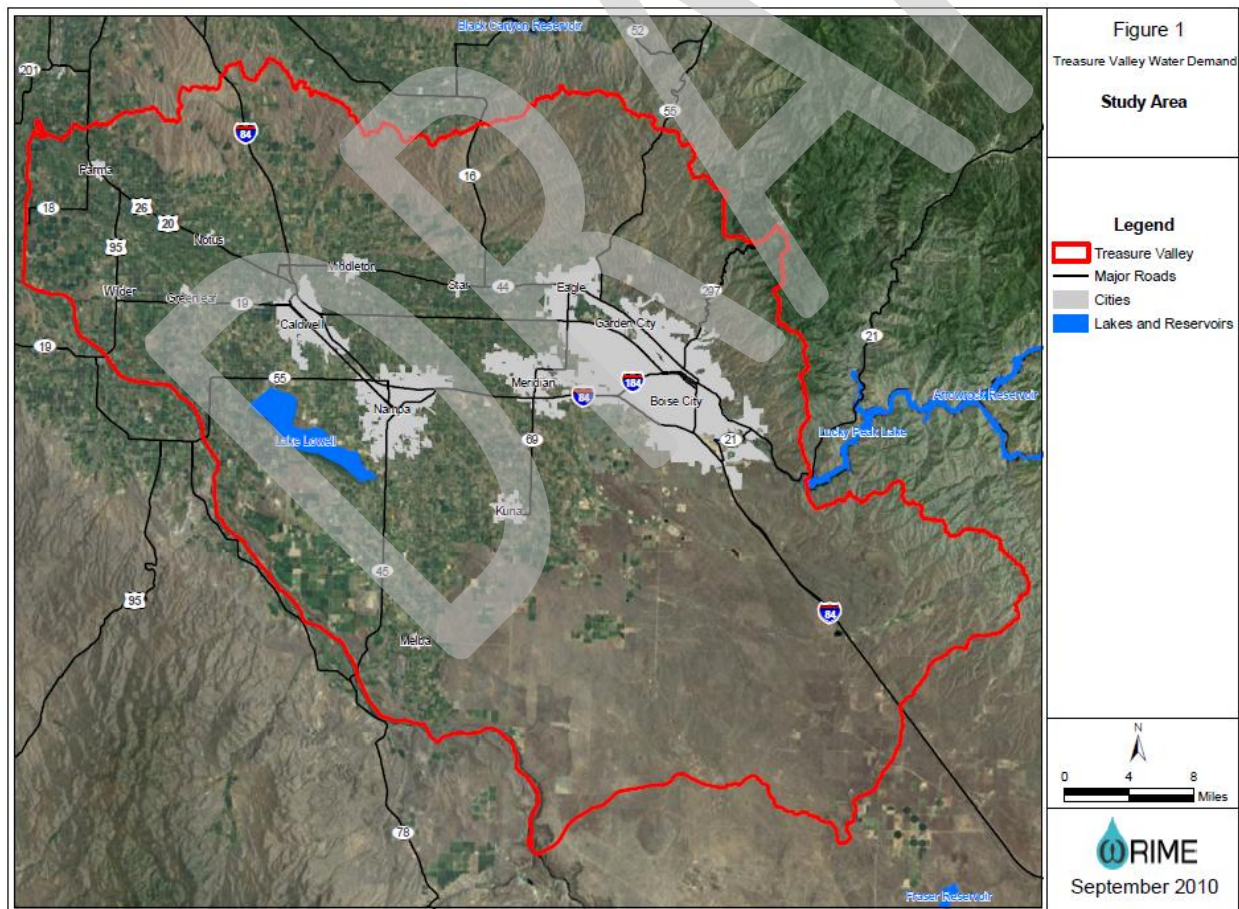 Figure 1
Treasure Valley Water Demand
Study Area
Legend
Treasure Valley
Major Roads
Cities
Lakes and Reservoirs
N
0 4 8
Miles
WRIME
September 2010
Black Canyon Reservoir
52
201
55
84
Parma
16
18
26
20
95
Notus
Middleton
Star
44
Eagle
297
Wilder
Greenleaf
19
Caldwell
Garden City
21
19
55
Meridian
84
184
Boise City
Arrowrock Reservoir
Nampa
Lucky Peak Lake
Lake Lowell
69
21
Kuna
45
95
84
Melba
78
Fraser Reservoir
DRAFT